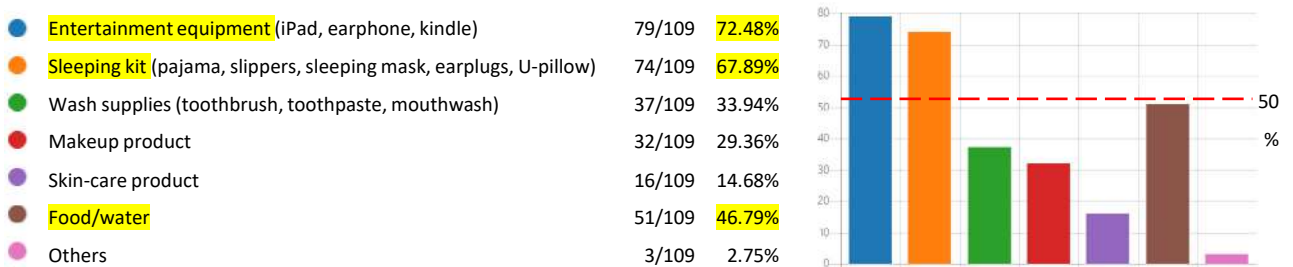 Entertainment equipment (iPad, earphone, kindle) 79/109 72.48%
Sleeping kit (pajama, slippers, sleeping mask, earplugs, U-pillow) 74/109 67.89%
Wash supplies (toothbrush, toothpaste, mouthwash) 37/109 33.94%
Makeup product 32/109 29.36%
Skin-care product 16/109 14.68%
Food/water 51/109 46.79%
Others 3/109 2.75%
80
70
60
50
40
30
20
10
0
50
%